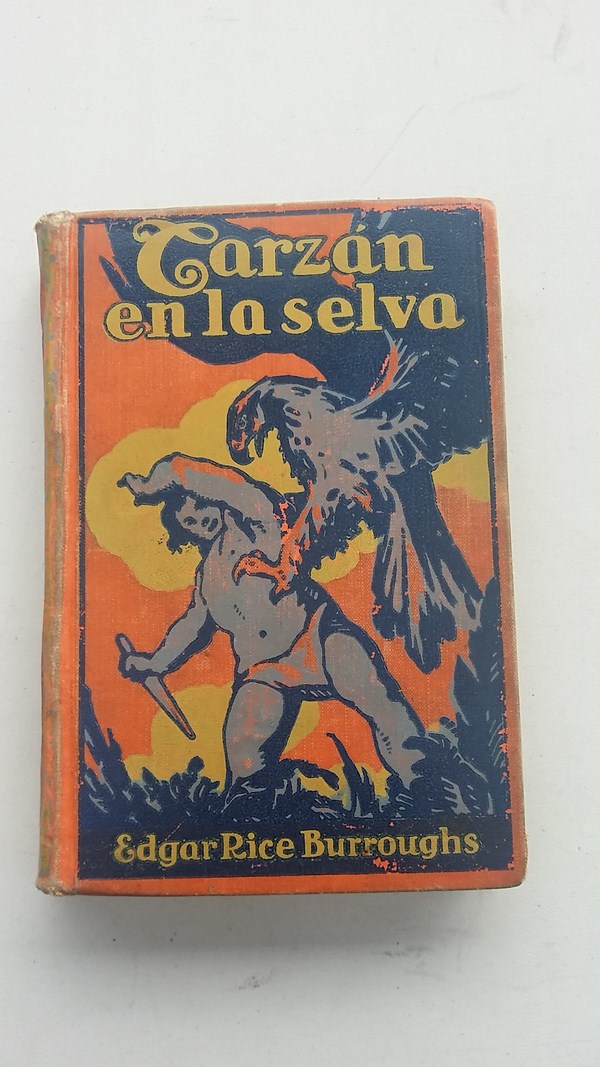 Tarzán
en la selva
Edgar Rice Burroughs